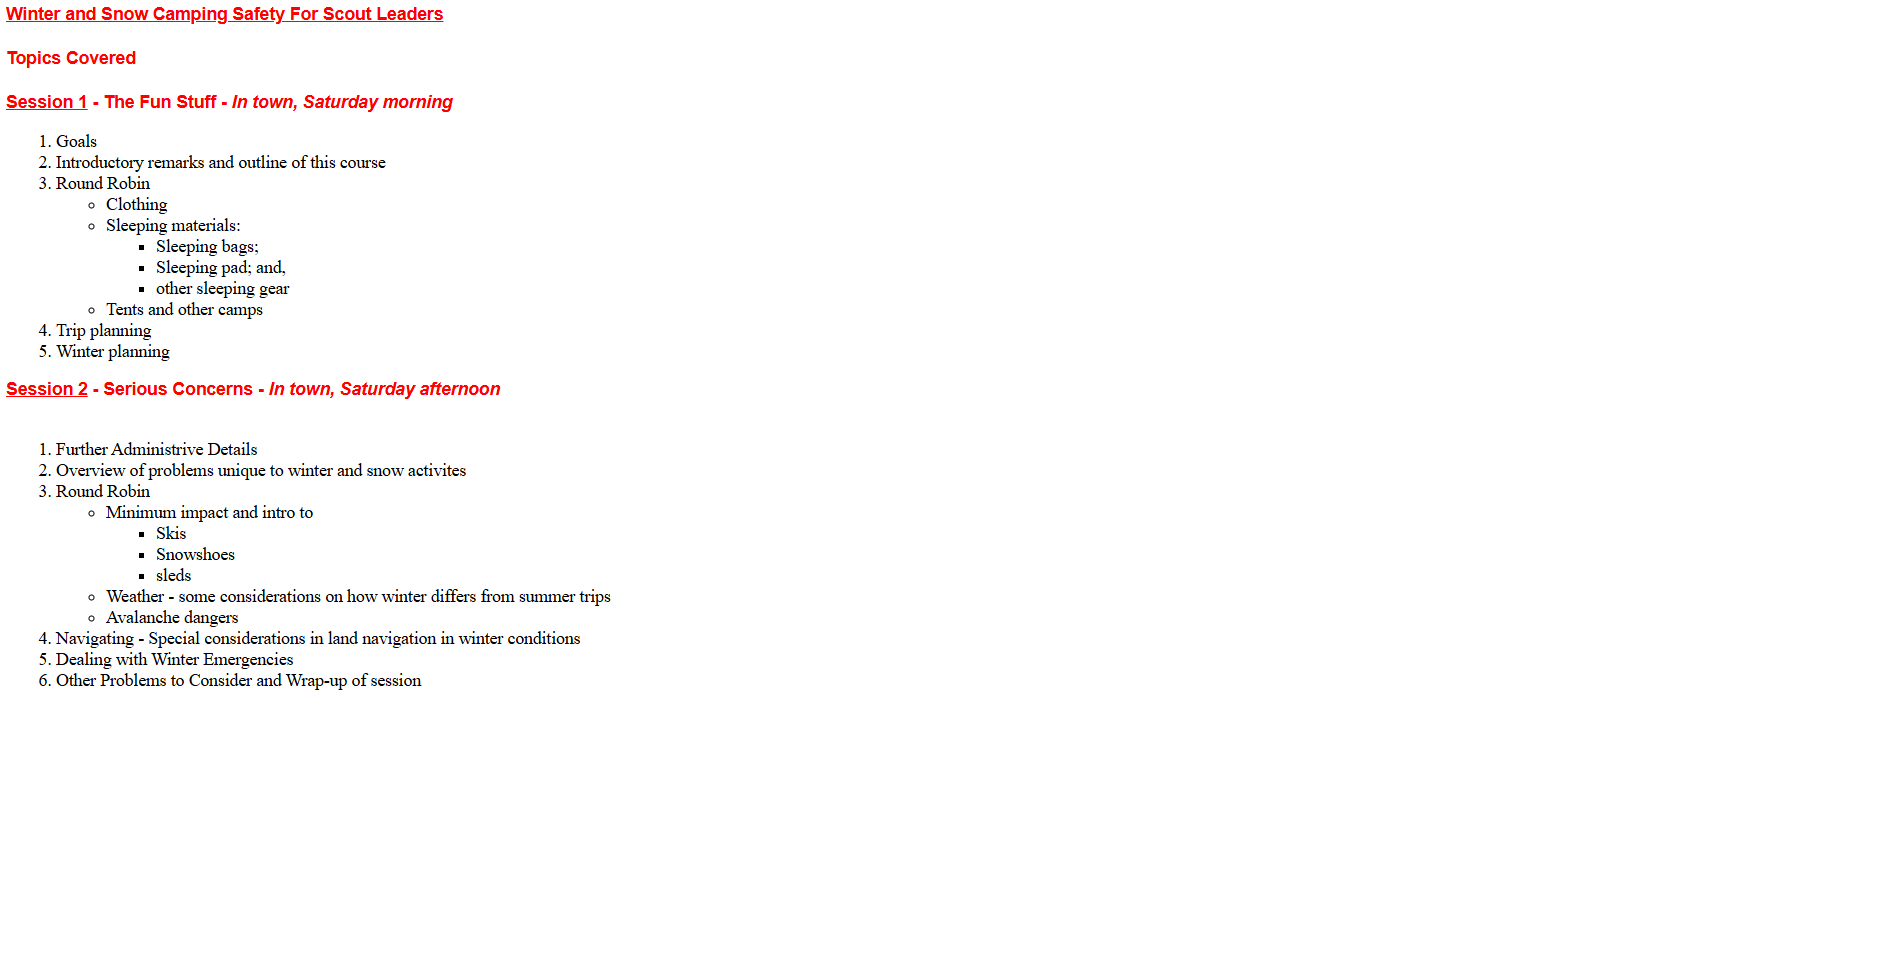 Winter and Snow Camping Safety For Scout Leaders
Topics Covered
Session 1 - The Fun Stuff - In town, Saturday morning
1. Goals
2. Introductory remarks and outline of this course
3. Round Robin
Clothing
Sleeping materials:
Sleeping bags;
Sleeping pad; and,
other sleeping gear
Tents and other camps
4. Trip planning
5. Winter planning
Session 2 - Serious Concerns - In town, Saturday afternoon
1. Further Administrive Details
2. Overview of problems unique to winter and snow activites
3. Round Robin
Minimum impact and intro to
Skis
Snowshoes
sleds
Weather - some considerations on how winter differs from summer trips
Avalanche dangers
4. Navigating - Special considerations in land navigation in winter conditions
5. Dealing with Winter Emergencies
6. Other Problems to Consider and Wrap-up of session